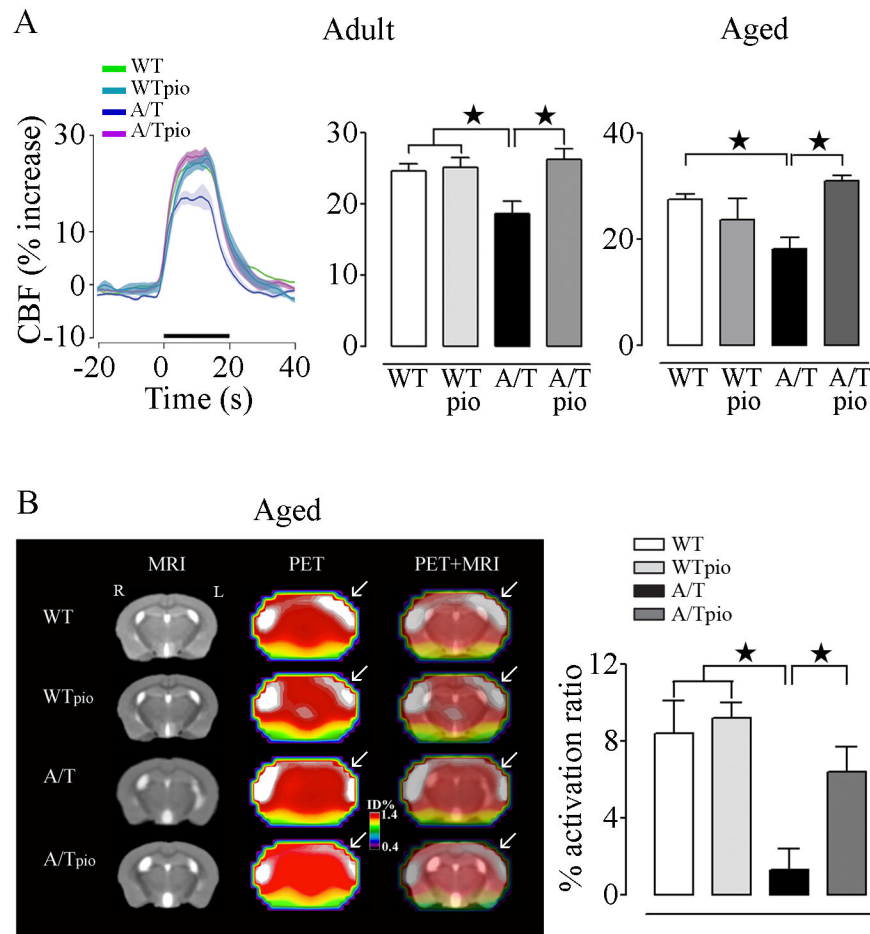 A
Adult
Aged
WT
WTpio
A/T
A/Tpio
CBF (% increase)
30
10
0
-10
-20
0
20
40
Time (s)
30
20
10
0
WT
WT
pio
A/T
A/T
pio
★
★
40
20
0
WT
WT
pio
A/T
A/T
pio
★
★
B
Aged
MRI
PET
PET+MRI
R
L
WT
WTpio
A/T
A/Tpio
ID%
1.4
0.4
WT
WTpio
A/T
A/Tpio
% activation ratio
12
8
4
0
★
★